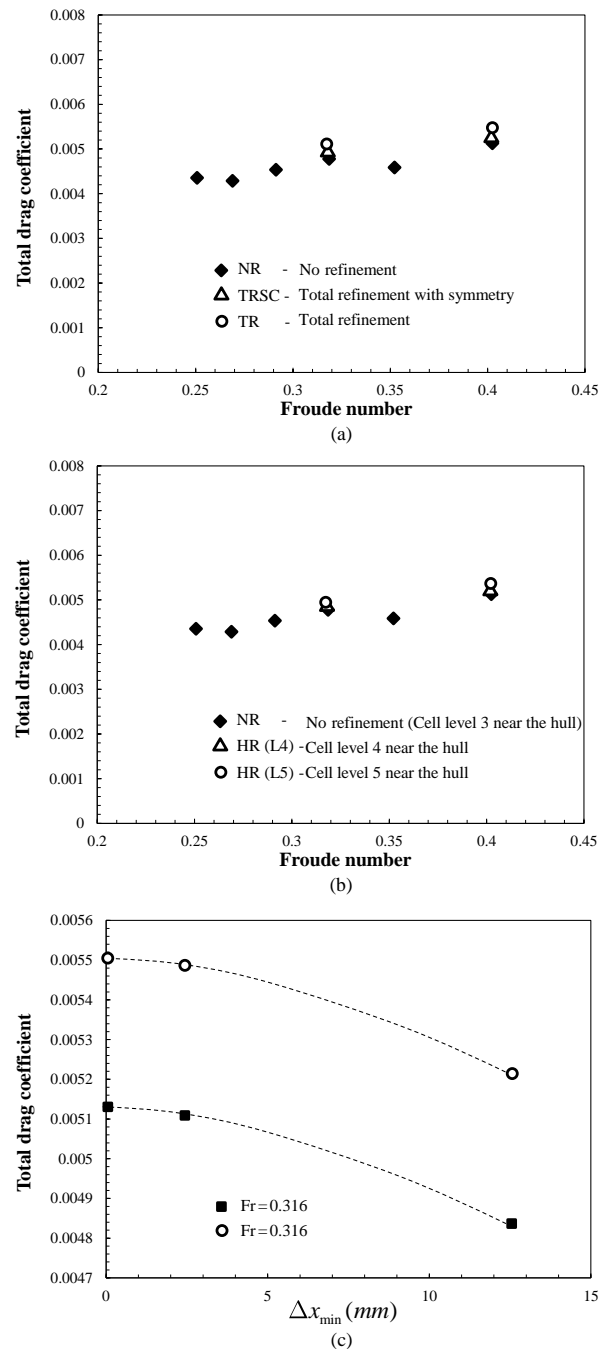 0.008
0.007
0.006
0.005
0.004
0.003
0.002
0.001
0
Total drag coefficient
NR - No refinement
TRSC - Total refinement with symmetry
TR - Total refinement
0.2 0.25 0.3 0.35 0.4 0.45
Froude number
(a)
0.008
0.007
0.006
0.005
0.004
0.003
0.002
0.001
0
Total drag coefficient
NR - No refinement (Cell level 3 near the hull)
HR (L4) -Cell level 4 near the hull
HR (L5) -Cell level 5 near the hull
0.2 0.25 0.3 0.35 0.4 0.45
Froude number
(b)
0.0056
0.0055
0.0054
0.0053
0.0052
0.0051
0.005
0.0049
0.0048
0.0047
Total drag coefficient
Fr=0.316
Fr=0.316
0 5 10 15
Δx_min (mm)
(c)